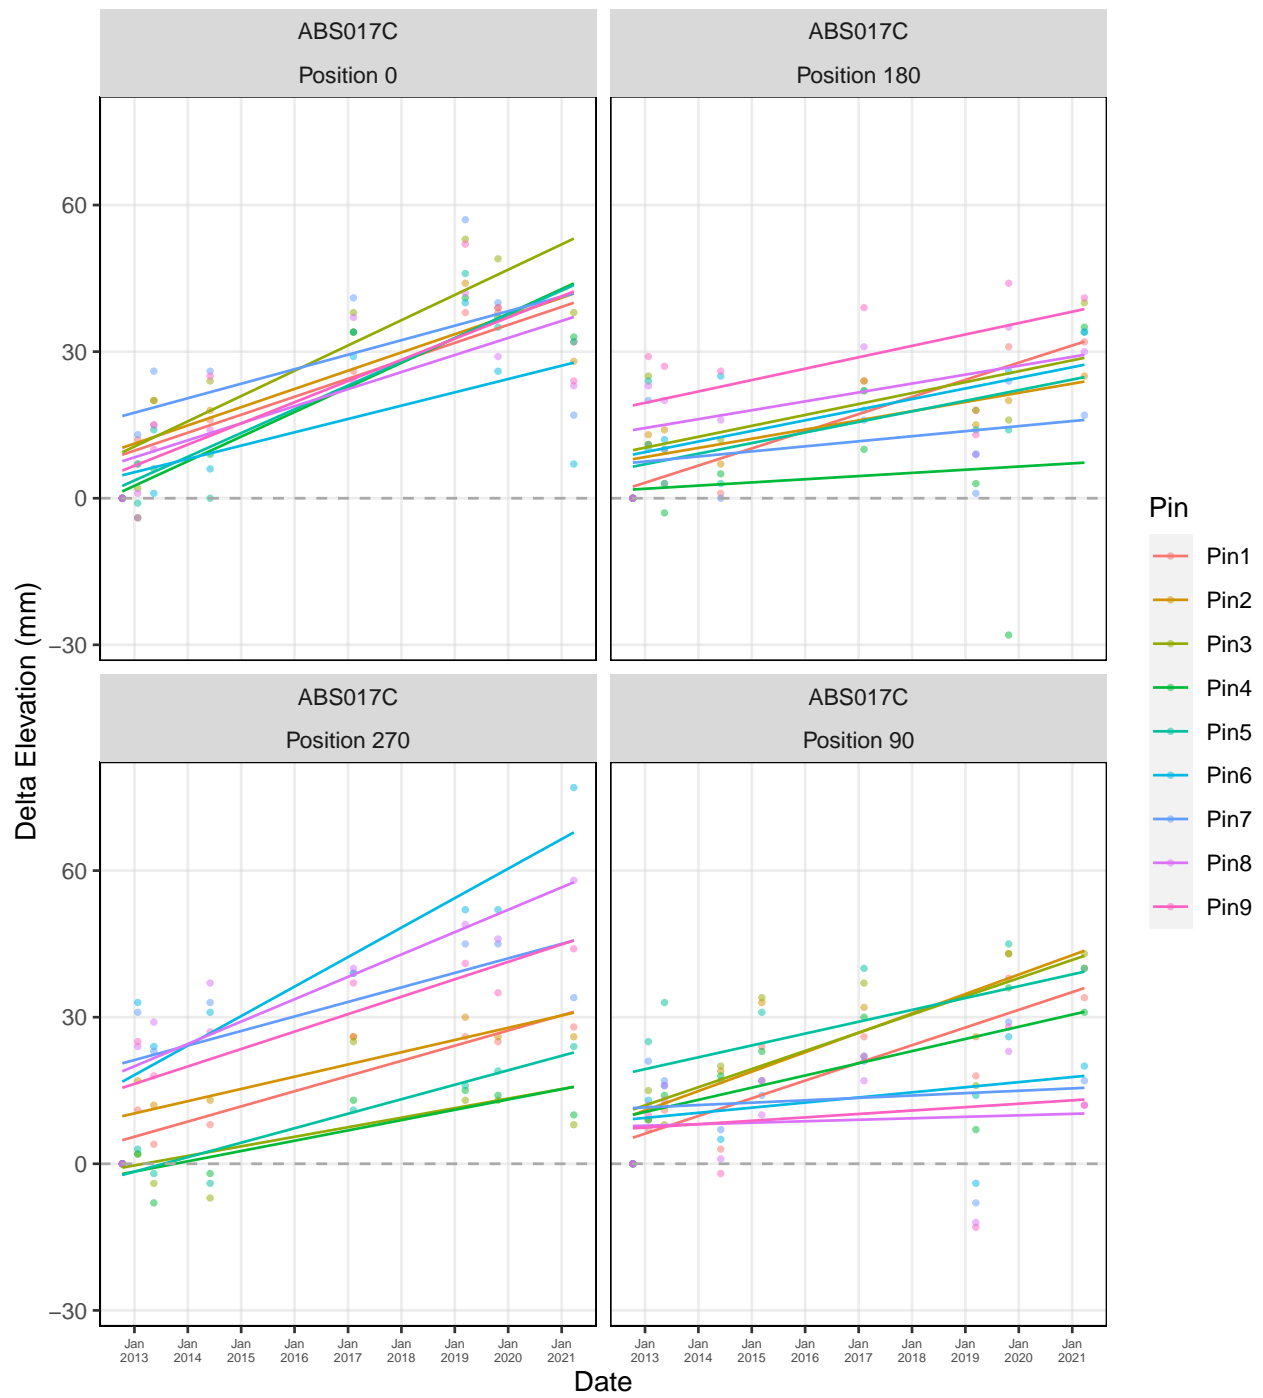 ABS017C
Position 0
ABS017C
Position 180
60
30
0
−30
ABS017C
Position 270
ABS017C
Position 90
60
30
0
−30
Jan 2013
Jan 2014
Jan 2015
Jan 2016
Jan 2017
Jan 2018
Jan 2019
Jan 2020
Jan 2021
Jan 2013
Jan 2014
Jan 2015
Jan 2016
Jan 2017
Jan 2018
Jan 2019
Jan 2020
Jan 2021
Date
Delta Elevation (mm)
Pin
Pin1
Pin2
Pin3
Pin4
Pin5
Pin6
Pin7
Pin8
Pin9